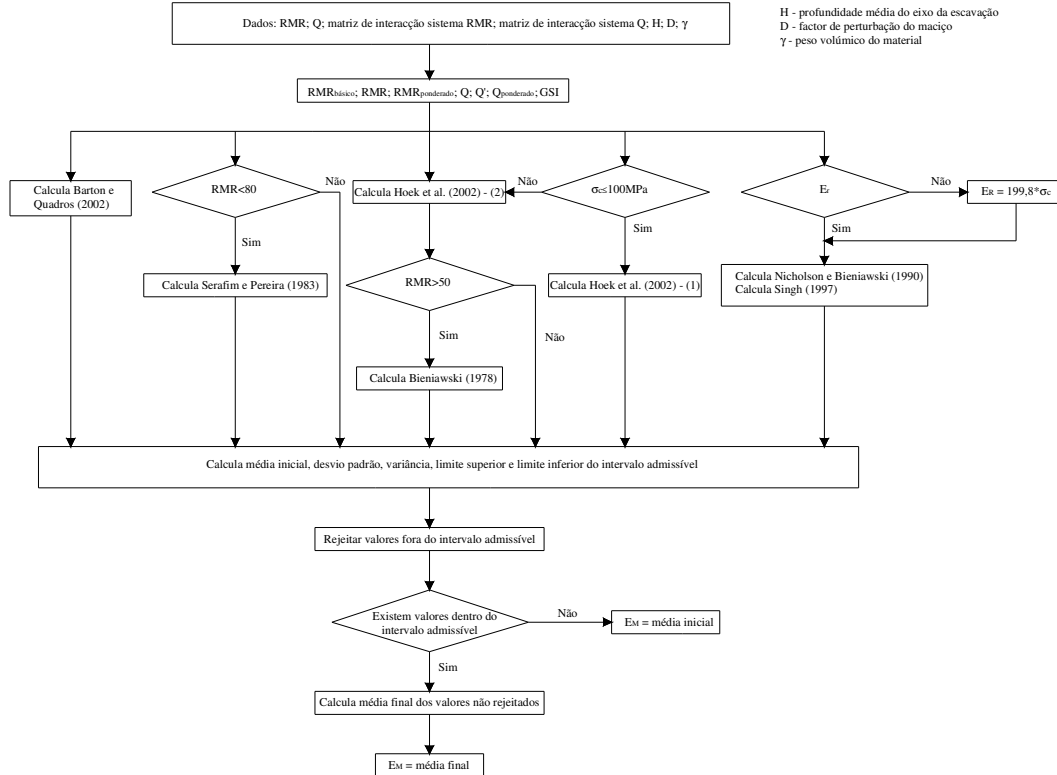 Dados: RMR; Q; matriz de interacção sistema RMR; matriz de interacção sistema Q; H; D; γ
H - profundidade média do eixo da escavação
D - factor de perturbação do maciço
γ - peso volúmico do material
RMRbásico; RMR; RMRponderado; Q; Q'; Qponderado; GSI
Calcula Barton e
Quadros (2002)
RMR<80
Não
Sim
Calcula Serafim e Pereira (1983)
Calcula Hoek et al. (2002) - (2)
Não
σc≤100MPa
Sim
Calcula Hoek et al. (2002) - (1)
RMR>50
Não
Sim
Calcula Bieniawski (1978)
Er
Não
ER = 199,8*σc
Sim
Calcula Nicholson e Bieniawski (1990)
Calcula Singh (1997)
Calcula média inicial, desvio padrão, variância, limite superior e limite inferior do intervalo admissível
Rejeitar valores fora do intervalo admissível
Existem valores dentro do
intervalo admissível
Não
EM = média inicial
Sim
Calcula média final dos valores não rejeitados
EM = média final